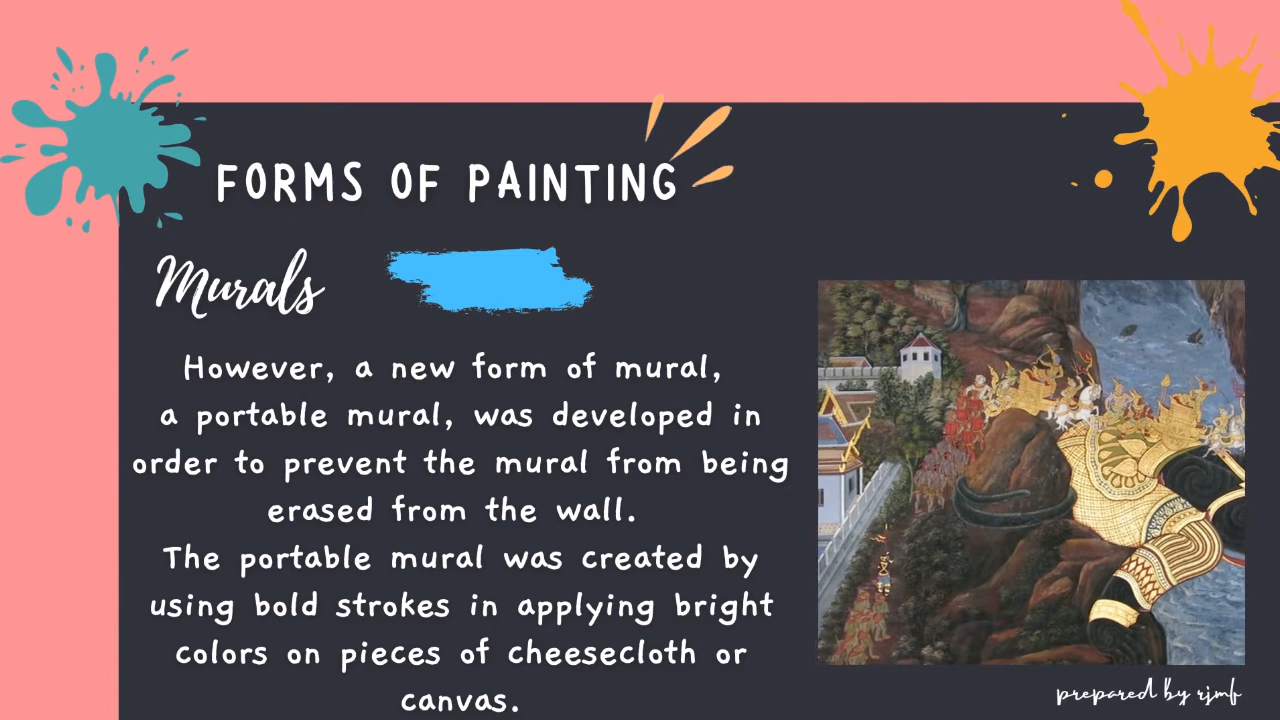 FORMS OF PAINTING
Murals
However, a new form of mural,
a portable mural, was developed in
order to prevent the mural from being
erased from the wall.
The portable mural was created by
using bold strokes in applying bright
colors on pieces of cheesecloth or
canvas.
prepared by rjmb